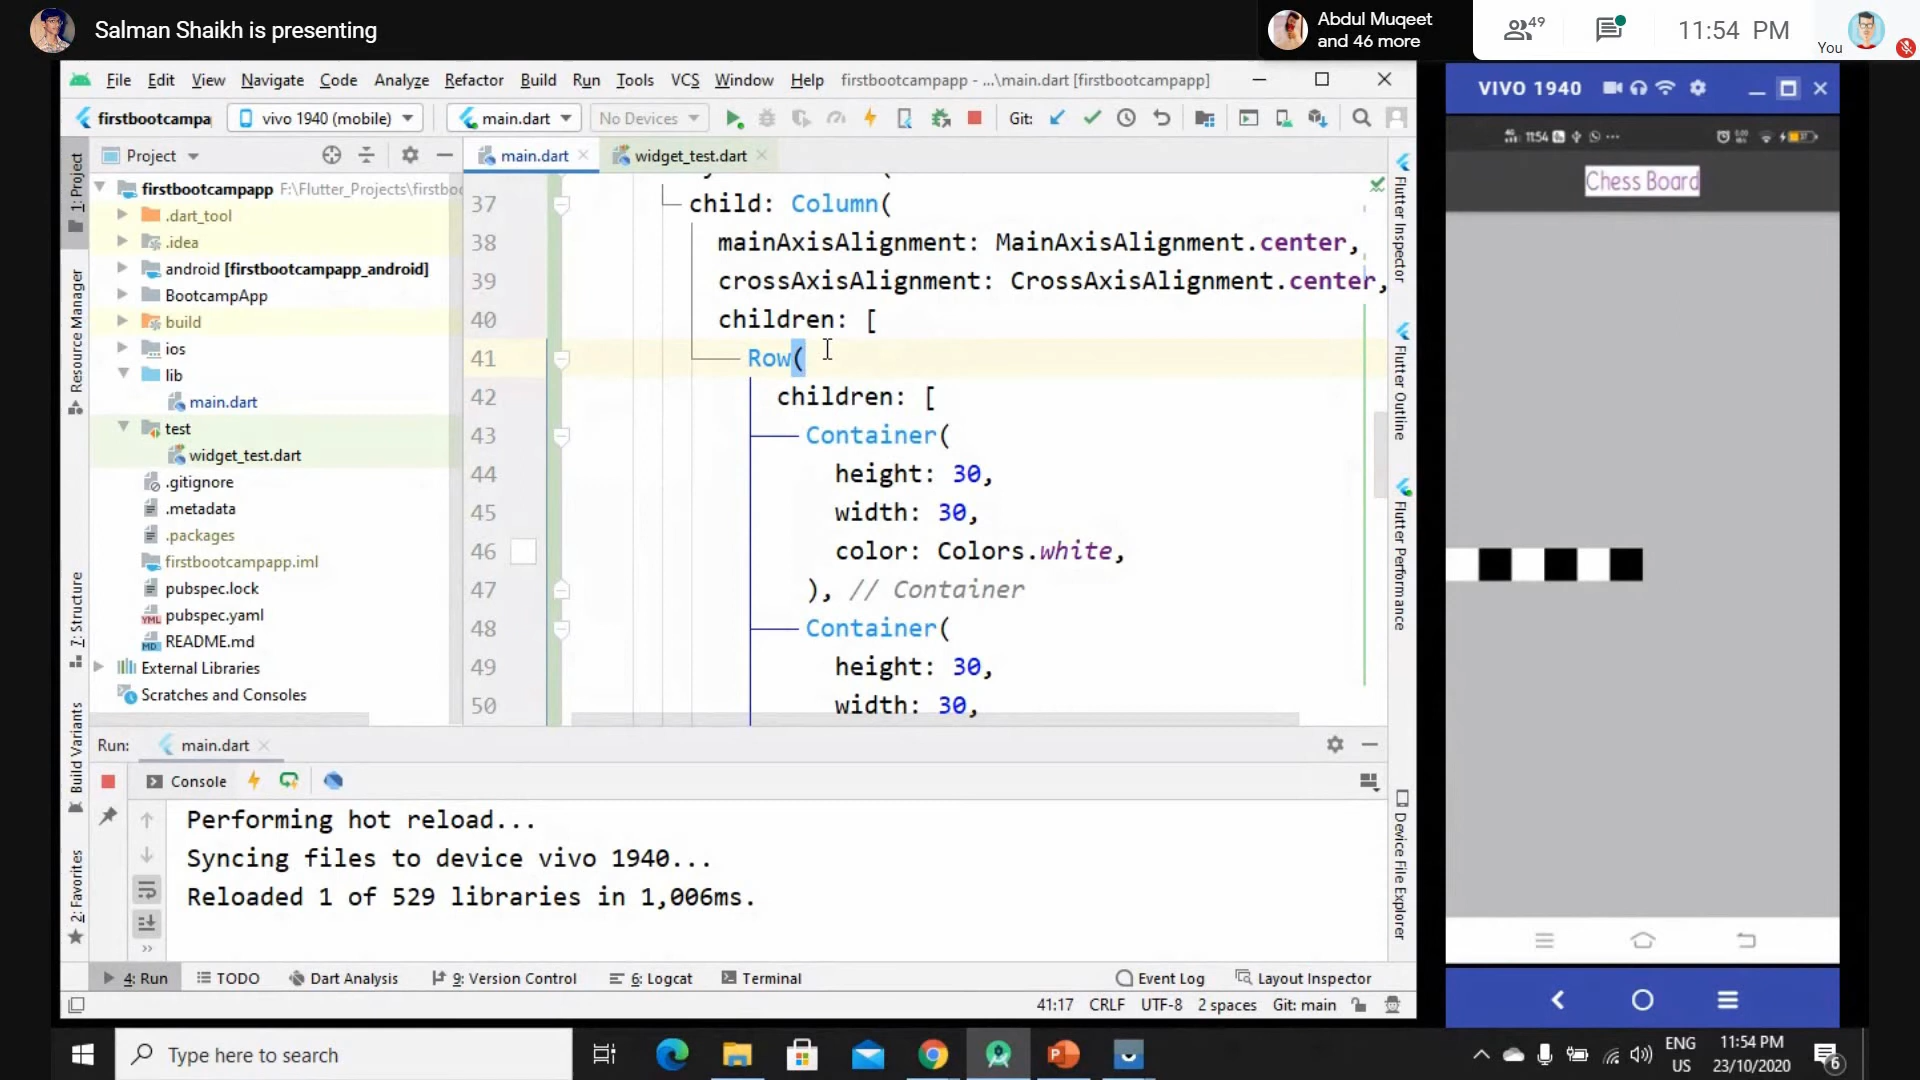 Salman Shaikh is presenting
Abdul Muqeet
and 46 more
49
11:54 PM
You
File Edit View Navigate Code Analyze Refactor Build Run Tools VCS Window Help firstbootcampapp - ...\main.dart [firstbootcampapp]
firstbootcampa
vivo 1940 (mobile)
main.dart
No Devices
Git:
Project
main.dart
widget_test.dart
firstbootcampapp F:\Flutter_Projects\firstbootc
.dart_tool
.idea
android [firstbootcampapp_android]
BootcampApp
build
ios
lib
main.dart
test
widget_test.dart
.gitignore
.metadata
.packages
firstbootcampapp.iml
pubspec.lock
pubspec.yaml
README.md
External Libraries
Scratches and Consoles
1: Project
Resource Manager
7: Structure
Build Variants
2: Favorites
37 child: Column(
38 mainAxisAlignment: MainAxisAlignment.center,
39 crossAxisAlignment: CrossAxisAlignment.center,
40 children: [
41 Row(
42 children: [
43 Container(
44 height: 30,
45 width: 30,
46 color: Colors.white,
47 ), // Container
48 Container(
49 height: 30,
50 width: 30,
Flutter Inspector
Flutter Outline
Flutter Performance
Device File Explorer
Run: main.dart
Console
Performing hot reload...
Syncing files to device vivo 1940...
Reloaded 1 of 529 libraries in 1,006ms.
4: Run TODO Dart Analysis 9: Version Control 6: Logcat Terminal Event Log Layout Inspector
41:17 CRLF UTF-8 2 spaces Git: main
VIVO 1940
11:54
Chess Board
Type here to search
ENG
US
11:54 PM
23/10/2020
6